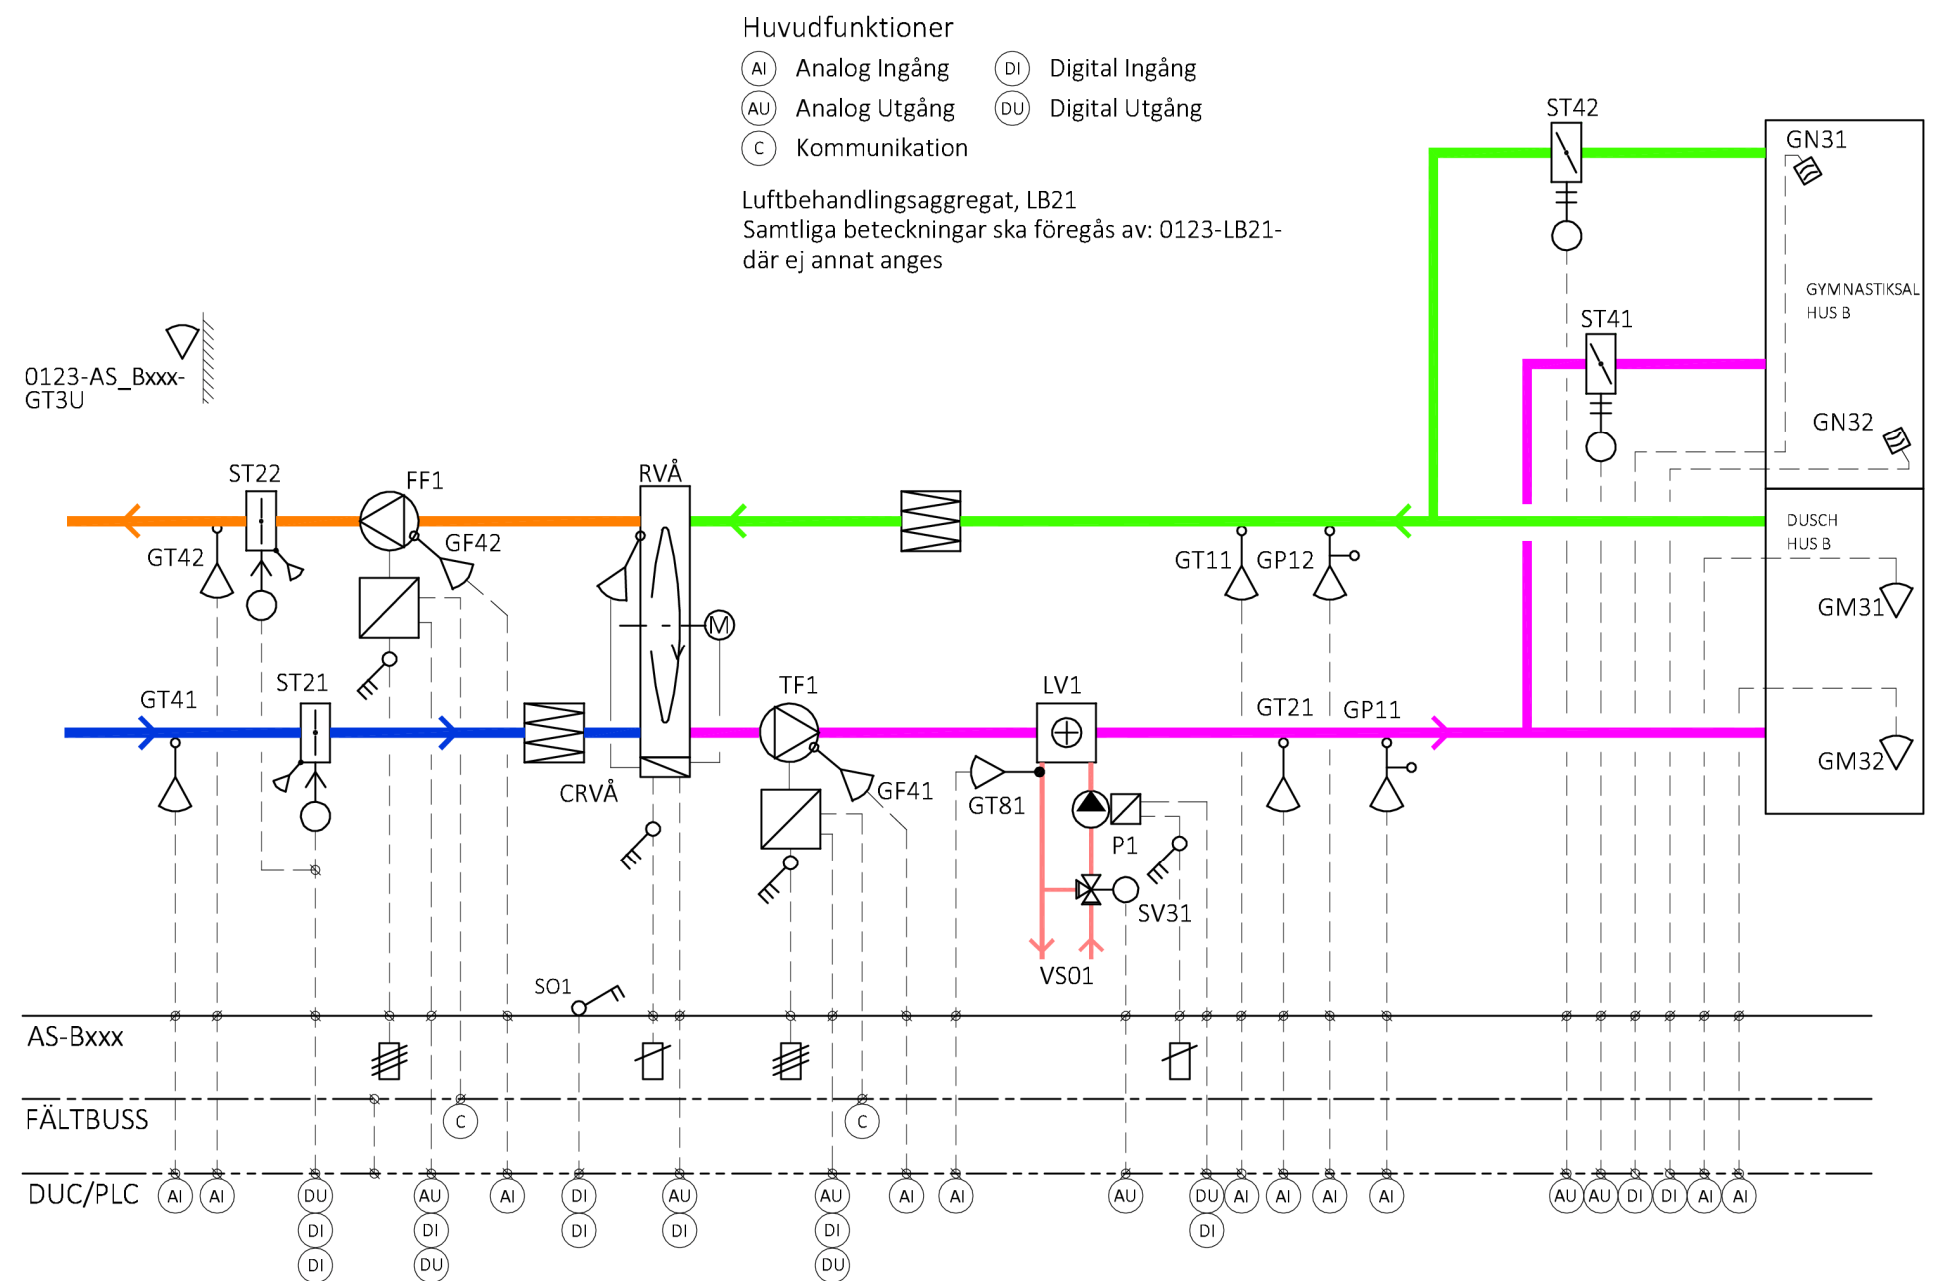 Huvudfunktioner
AI Analog Ingång DI Digital Ingång
AU Analog Utgång DU Digital Utgång
C Kommunikation
Luftbehandlingsaggregat, LB21
Samtliga beteckningar ska föregås av: 0123-LB21-
där ej annat anges
ST42
GN31
GYMNASTIKSAL
HUS B
ST41
GN32
0123-AS_Bxxx-
GT3U
ST22
FF1
RVÅ
GT42
GF42
GT11
GP12
DUSCH
HUS B
GM31
M
GT41
ST21
TF1
LV1
GT21
GP11
GM32
CRVÅ
GF41
GT81
P1
SV31
VS01
SO1
AS-Bxxx
FÄLTBUSS
C C
DUC/PLC
AI AI DU AU AI DI AU AU AI AI AU DU AI AI AI AI AU AU DI DI AI AI
DI DI DI DI DI DI
DI DU DU